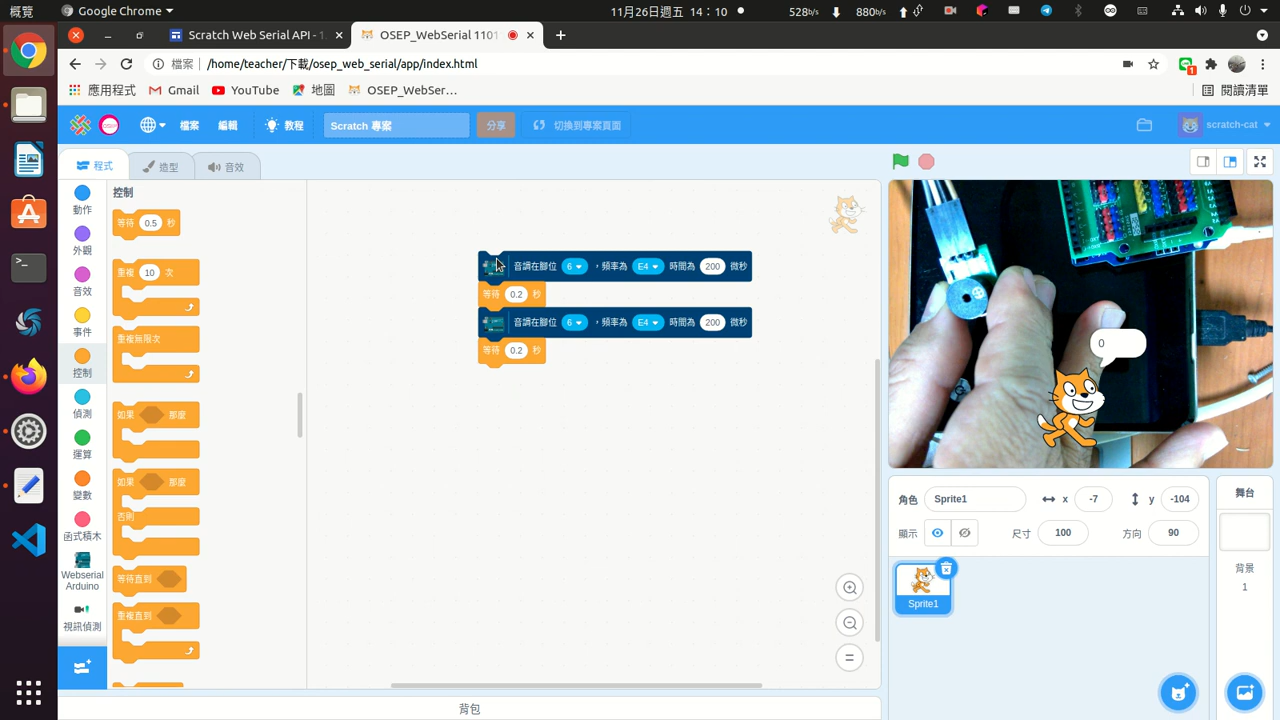 概覽
Google Chrome
11月26日週五 14:10
528b/s
880b/s
Scratch Web Serial API - 1
OSEP_WebSerial 1101
檔案
/home/teacher/下載/osep_web_serial/app/index.html
1
應用程式
Gmail
YouTube
地圖
OSEP_WebSer…
閱讀清單
檔案
編輯
教程
Scratch 專案
分享
切換到專案頁面
scratch-cat
程式
造型
音效
動作
外觀
音效
事件
控制
偵測
運算
變數
函式積木
Webserial
Arduino
視訊偵測
控制
等待 0.5 秒
重複 10 次
重複無限次
如果 那麼
如果 那麼
否則
等待直到
重複直到
音調在腳位 6 ,頻率為 E4 時間為 200 微秒
等待 0.2 秒
音調在腳位 6 ,頻率為 E4 時間為 200 微秒
等待 0.2 秒
背包
0
角色 Sprite1 x -7 y -104
顯示 尺寸 100 方向 90
Sprite1
舞台
背景
1